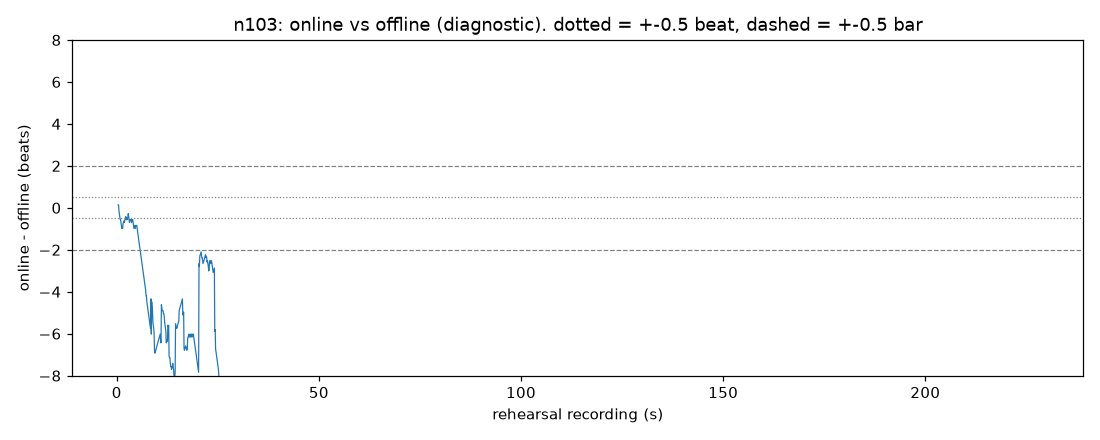 n103: online vs offline (diagnostic). dotted = +-0.5 beat, dashed = +-0.5 bar
8
6
4
2
0
−2
−4
−6
−8
online - offline (beats)
0 50 100 150 200
rehearsal recording (s)